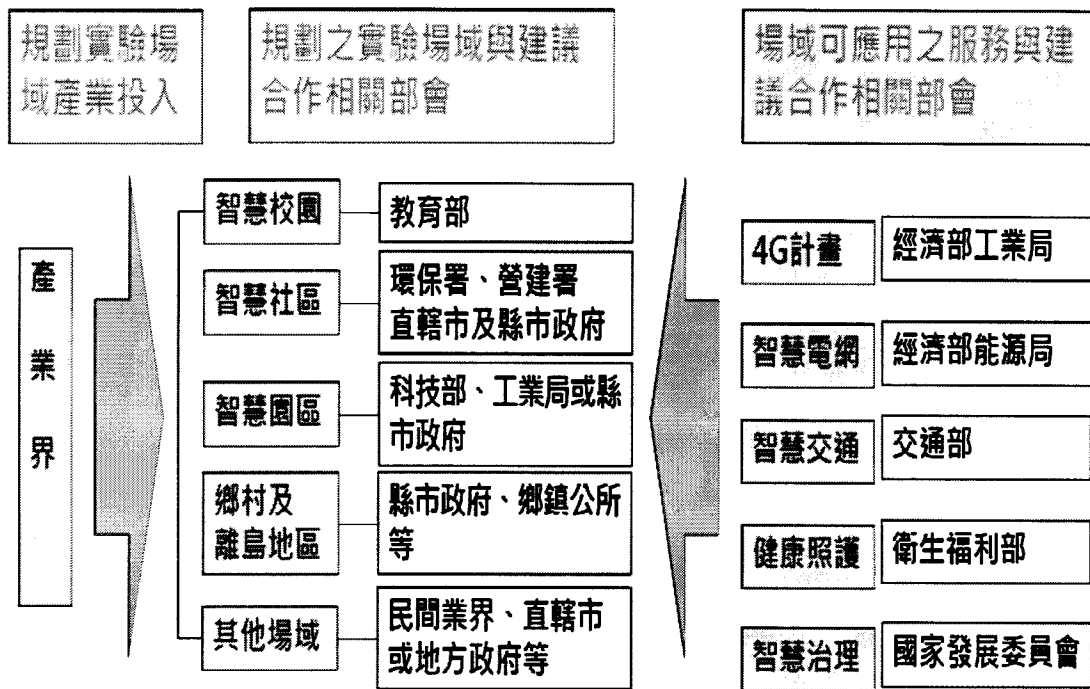 規劃實驗場
域產業投入
規劃之實驗場域與建議
合作相關部會
場域可應用之服務與建
議合作相關部會
產
業
界
智慧校園
教育部
智慧社區
環保署、營建署
直轄市及縣市政府
智慧園區
科技部、工業局或縣
市政府
鄉村及
離島地區
縣市政府、鄉鎮公所
等
其他場域
民間業界、直轄市
或地方政府等
4G計畫
經濟部工業局
智慧電網
經濟部能源局
智慧交通
交通部
健康照護
衛生福利部
智慧治理
國家發展委員會